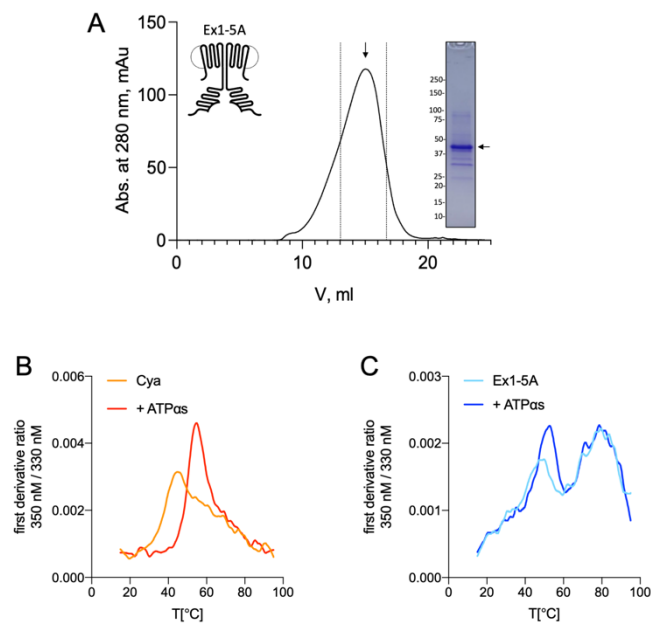 A
Ex1-5A
Abs. at 280 nm, mAu
150
100
50
0
0
10
20
V, ml
250
150
100
75
50
37
25
20
15
10
B
Cya
+ ATPαs
first derivative ratio
350 nM / 330 nM
0.006
0.004
0.002
0.000
0
20
40
60
80
100
T[°C]
C
Ex1-5A
+ ATPαs
first derivative ratio
350 nM / 330 nM
0.003
0.002
0.001
0.000
0
20
40
60
80
100
T[°C]